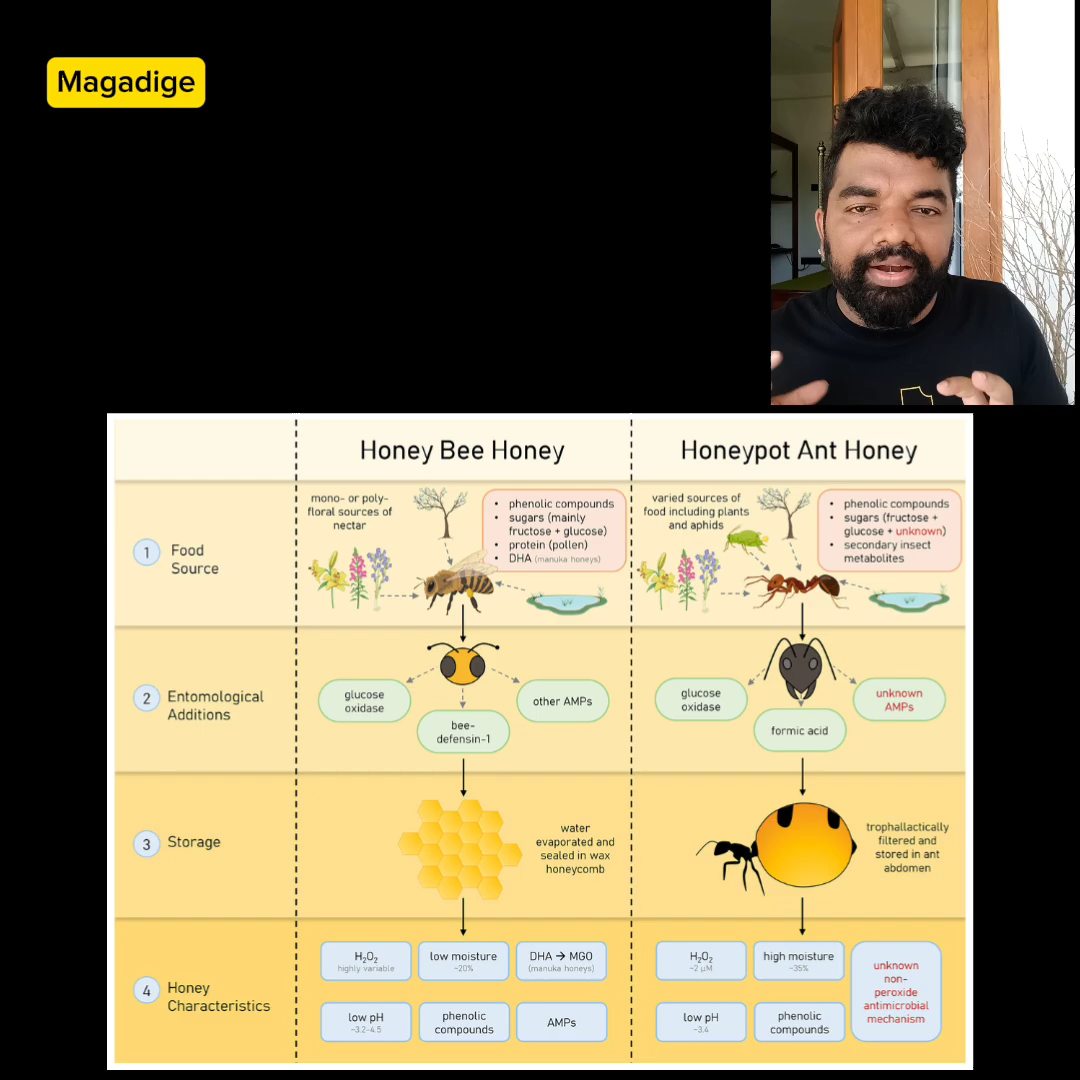 Magadige
Honey Bee Honey
Honeypot Ant Honey
1
Food
Source
mono- or poly-
floral sources of
nectar
• phenolic compounds
• sugars (mainly
fructose + glucose)
• protein (pollen)
• DHA (manuka honeys)
varied sources of
food including plants
and aphids
• phenolic compounds
• sugars (fructose +
glucose + unknown)
• secondary insect
metabolites
2
Entomological
Additions
glucose
oxidase
bee-
defensin-1
other AMPs
glucose
oxidase
formic acid
unknown
AMPs
3
Storage
water
evaporated and
sealed in wax
honeycomb
trophallactically
filtered and
stored in ant
abdomen
4
Honey
Characteristics
H₂O₂
highly variable
low moisture
~20%
DHA → MGO
(manuka honeys)
low pH
~3.2-4.5
phenolic
compounds
AMPs
H₂O₂
~2 µM
high moisture
~35%
low pH
~3.4
phenolic
compounds
unknown
non-
peroxide
antimicrobial
mechanism